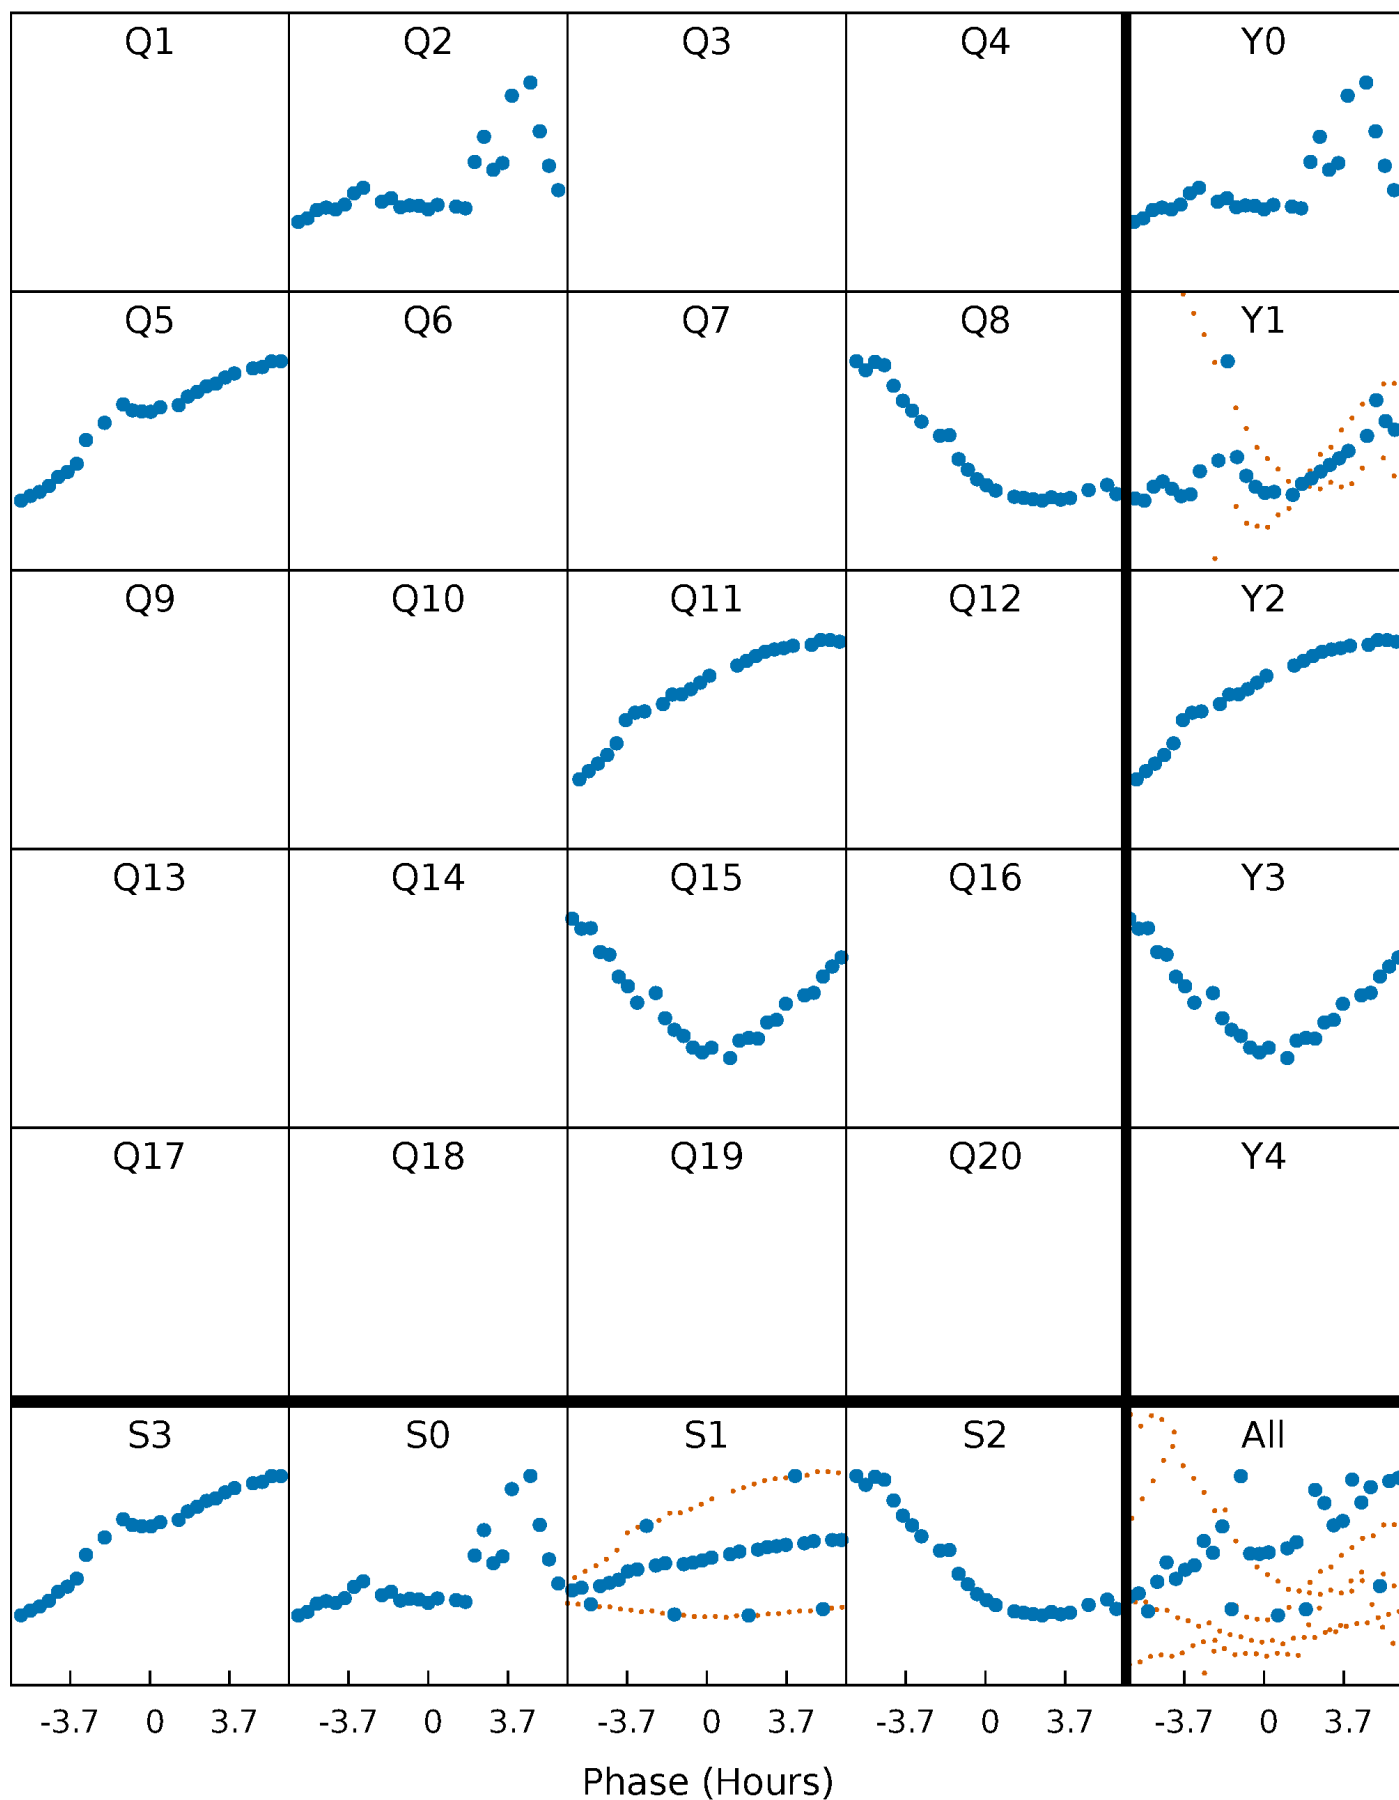 Q1 Q2 Q3 Q4 Y0
Q5 Q6 Q7 Q8 Y1
Q9 Q10 Q11 Q12 Y2
Q13 Q14 Q15 Q16 Y3
Q17 Q18 Q19 Q20 Y4
S3 S0 S1 S2 All
-3.7 0 3.7 -3.7 0 3.7 -3.7 0 3.7 -3.7 0 3.7 -3.7 0 3.7
Phase (Hours)